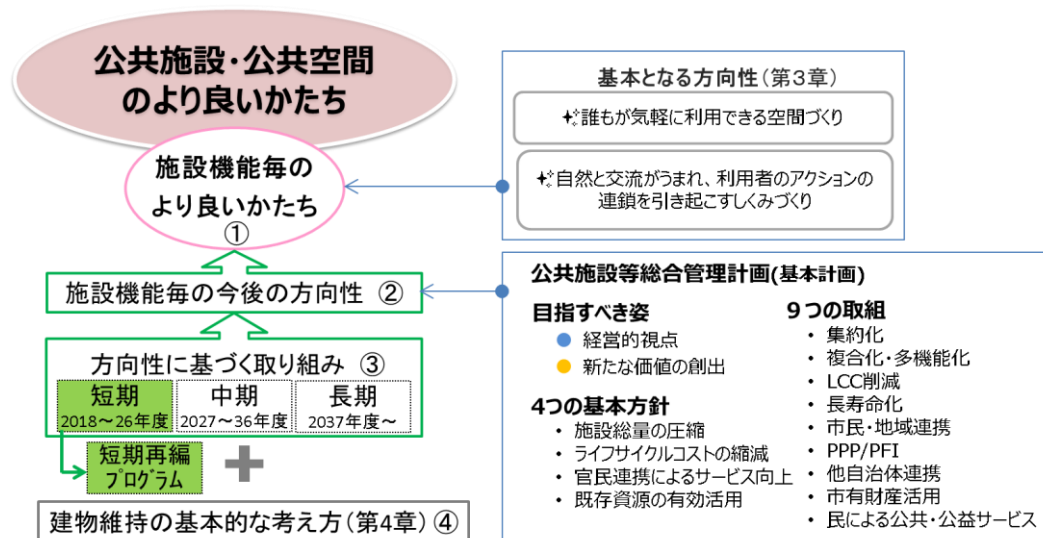 公共施設・公共空間
のより良いかたち
施設機能毎の
より良いかたち
①
施設機能毎の今後の方向性 ②
方向性に基づく取り組み ③
短期
2018～26年度
中期
2027～36年度
長期
2037年度～
短期再編
プログラム
建物維持の基本的な考え方(第4章) ④
基本となる方向性(第3章)
誰もが気軽に利用できる空間づくり
自然と交流がうまれ、利用者のアクションの
連鎖を引き起こすしくみづくり
公共施設等総合管理計画(基本計画)
目指すべき姿
経営的視点
新たな価値の創出
4つの基本方針
・ 施設総量の圧縮
・ ライフサイクルコストの縮減
・ 官民連携によるサービス向上
・ 既存資源の有効活用
9つの取組
・ 集約化
・ 複合化・多機能化
・ LCC削減
・ 長寿命化
・ 市民・地域連携
・ PPP/PFI
・ 他自治体連携
・ 市有財産活用
・ 民による公共・公益サービス